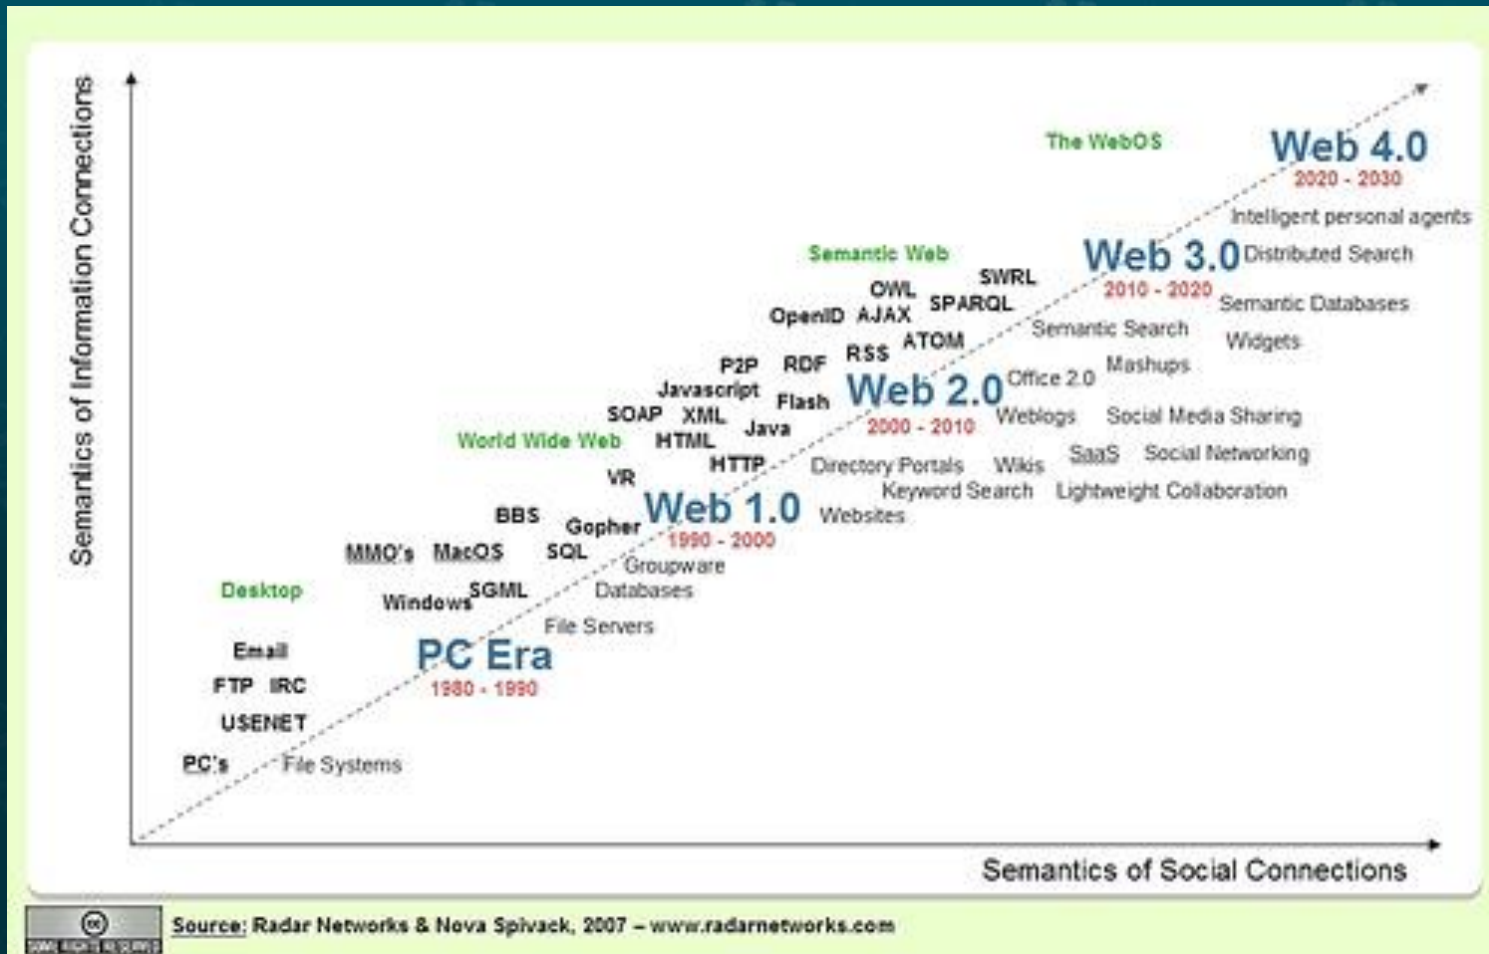 Semantics of Information Connections
The WebOS
Web 4.0
2020 - 2030
Intelligent personal agents
Semantic Web
Web 3.0
Distributed Search
2010 - 2020
SWRL
OWL
SPARQL
Semantic Databases
OpenID AJAX
Semantic Search
Widgets
ATOM
RSS
P2P RDF
Mashups
Javascript
Flash
Web 2.0
Office 2.0
2000 - 2010
SOAP XML
Java
Weblogs Social Media Sharing
World Wide Web
HTML
HTTP
Directory Portals Wikis SaaS Social Networking
VR
Keyword Search Lightweight Collaboration
Web 1.0
Websites
1990 - 2000
BBS
Gopher
MMO's MacOS SQL
Groupware
Desktop
Windows
SGML
Databases
File Servers
Email
PC Era
1980 - 1990
FTP IRC
USENET
PC's
File Systems
Semantics of Social Connections
cc
SOME RIGHTS RESERVED
Source: Radar Networks & Nova Spivack, 2007 – www.radarnetworks.com